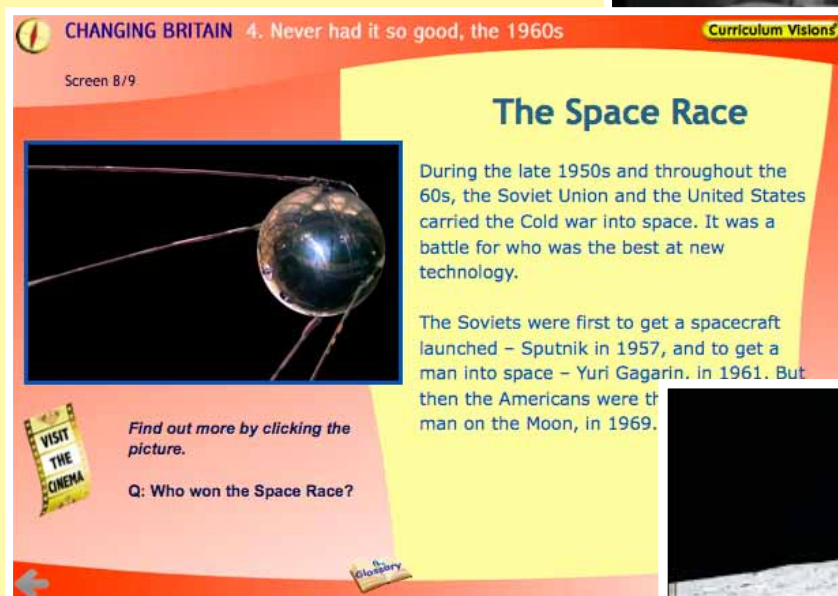 CHANGING BRITAIN 4. Never had it so good, the 1960s
Curriculum Visions
Screen 8/9
The Space Race
During the late 1950s and throughout the
60s, the Soviet Union and the United States
carried the Cold war into space. It was a
battle for who was the best at new
technology.
The Soviets were first to get a spacecraft
launched – Sputnik in 1957, and to get a
man into space – Yuri Gagarin, in 1961. But
then the Americans were
man on the Moon, in 1969.
VISIT
THE
CINEMA
Find out more by clicking the
picture.
Q: Who won the Space Race?
Glossary